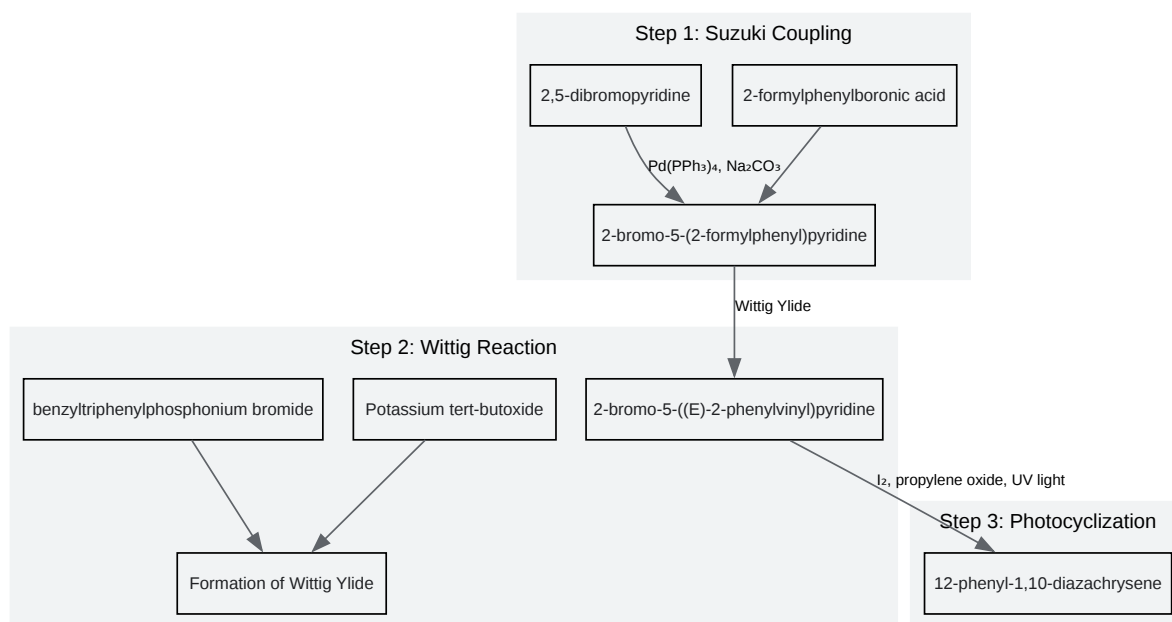 Step 1: Suzuki Coupling
2,5-dibromopyridine
2-formylphenylboronic acid
Pd(PPh₃)₄, Na₂CO₃
2-bromo-5-(2-formylphenyl)pyridine
Wittig Ylide
Step 2: Wittig Reaction
benzyltriphenylphosphonium bromide
Potassium tert-butoxide
2-bromo-5-((E)-2-phenylvinyl)pyridine
I₂, propylene oxide, UV light
Step 3: Photocyclization
Formation of Wittig Ylide
12-phenyl-1,10-diazachrysene